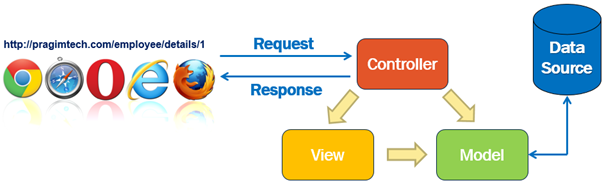 http://pragimtech.com/employee/details/1
Request
Response
Controller
Data
Source
View
Model